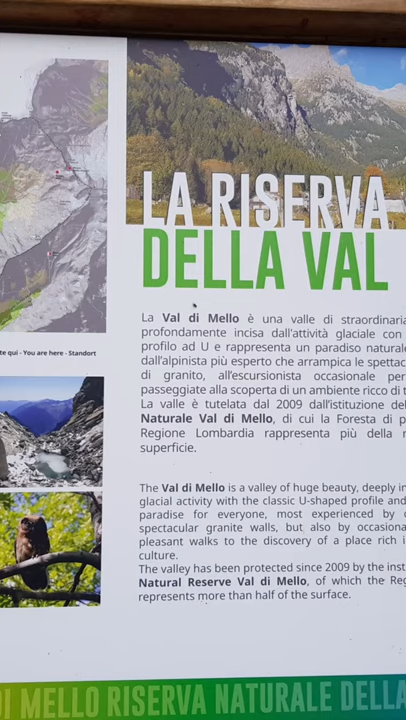 LA RISERVA
DELLA VAL
La Val di Mello è una valle di straordinaria
profondamente incisa dall'attività glaciale con
profilo ad U e rappresenta un paradiso naturale
dall'alpinista più esperto che arrampica le spettac
di granito, all'escursionista occasionale per
passeggiate alla scoperta di un ambiente ricco di t
La valle è tutelata dal 2009 dall'istituzione del
Naturale Val di Mello, di cui la Foresta di p
Regione Lombardia rappresenta più della m
superficie.
te qui - You are here - Standort
The Val di Mello is a valley of huge beauty, deeply in
glacial activity with the classic U-shaped profile and
paradise for everyone, most experienced by c
spectacular granite walls, but also by occasiona
pleasant walks to the discovery of a place rich i
culture.
The valley has been protected since 2009 by the inst
Natural Reserve Val di Mello, of which the Reg
represents more than half of the surface.
DI MELLO RISERVA NATURALE DELLA